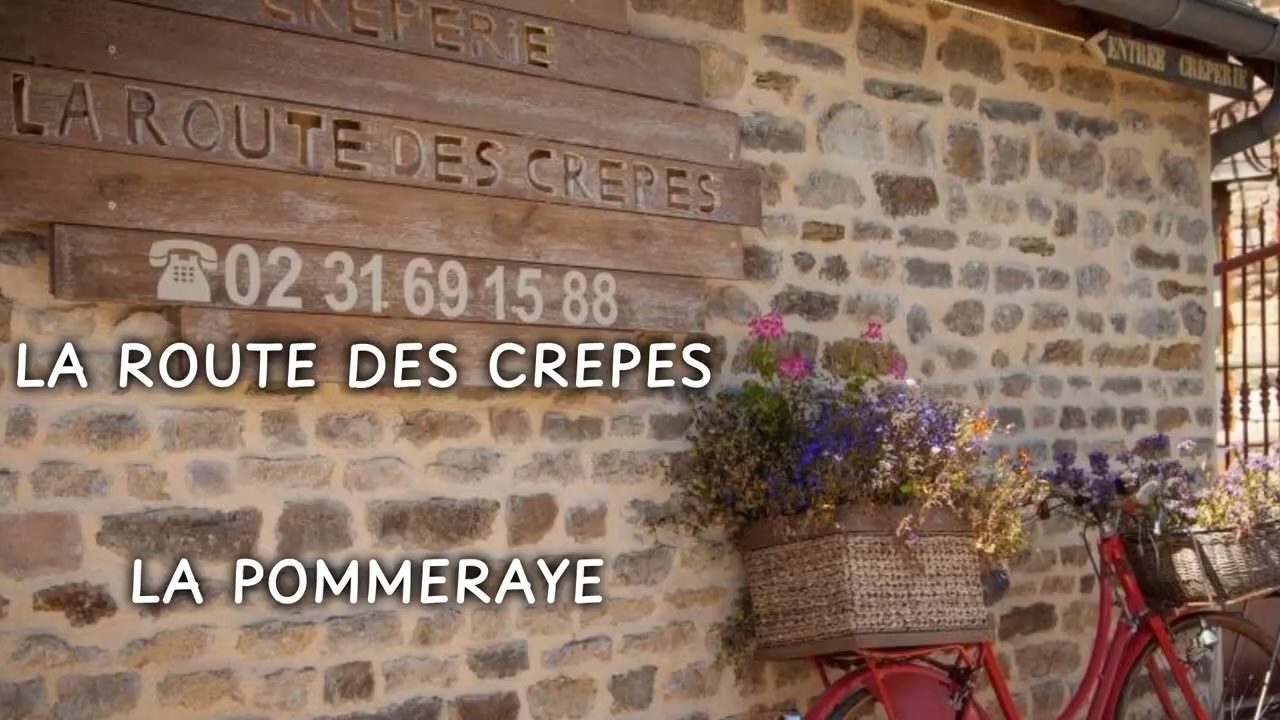 CREPERIE
LA ROUTE DES CREPES
02 31 69 15 88
ENTREE CREPERIE
LA ROUTE DES CREPES
LA POMMERAYE